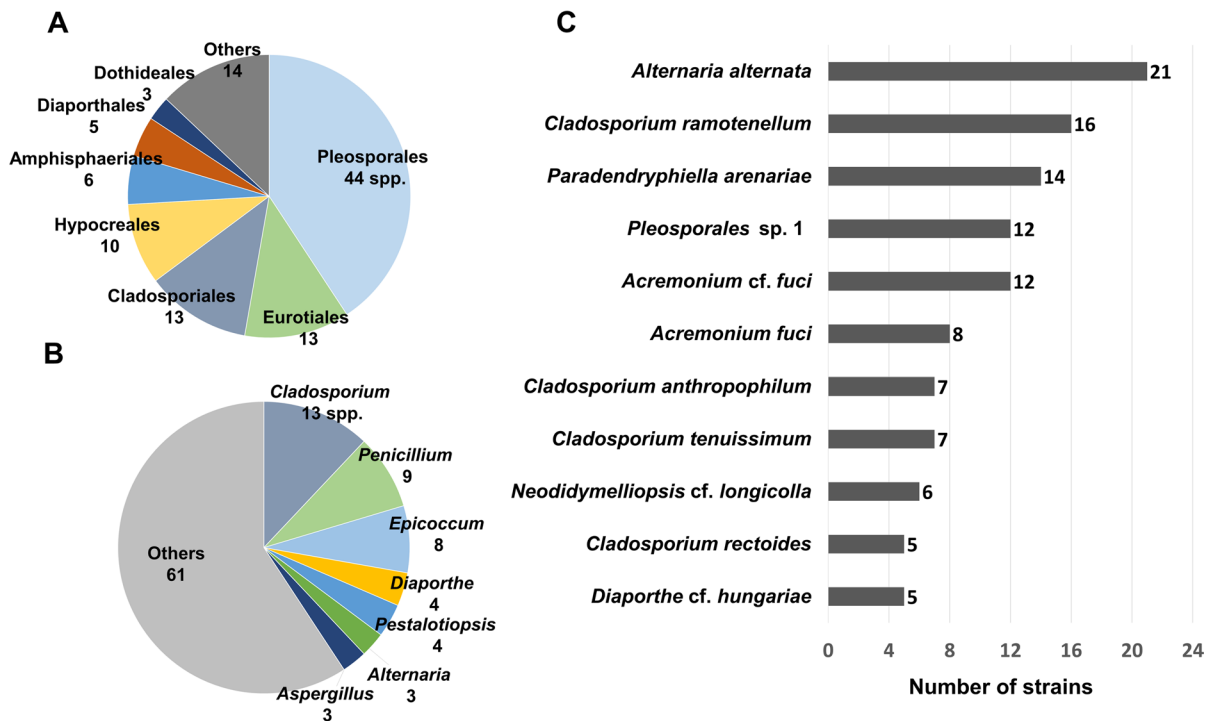 A
Others
14
Dothideales
3
Diaporthales
5
Amphisphaeriales
6
Hypocreales
10
Cladosporiales
13
Eurotiales
13
Pleosporales
44 spp.
B
Cladosporium
13 spp.
Penicillium
9
Epicoccum
8
Diaporthe
4
Pestalotiopsis
4
Alternaria
3
Aspergillus
3
Others
61
C
Alternaria alternata 21
Cladosporium ramotenellum 16
Paradendryphiella arenariae 14
Pleosporales sp. 1 12
Acremonium cf. fuci 12
Acremonium fuci 8
Cladosporium anthropophilum 7
Cladosporium tenuissimum 7
Neodidymelliopsis cf. longicolla 6
Cladosporium rectoides 5
Diaporthe cf. hungariae 5
0 4 8 12 16 20 24
Number of strains